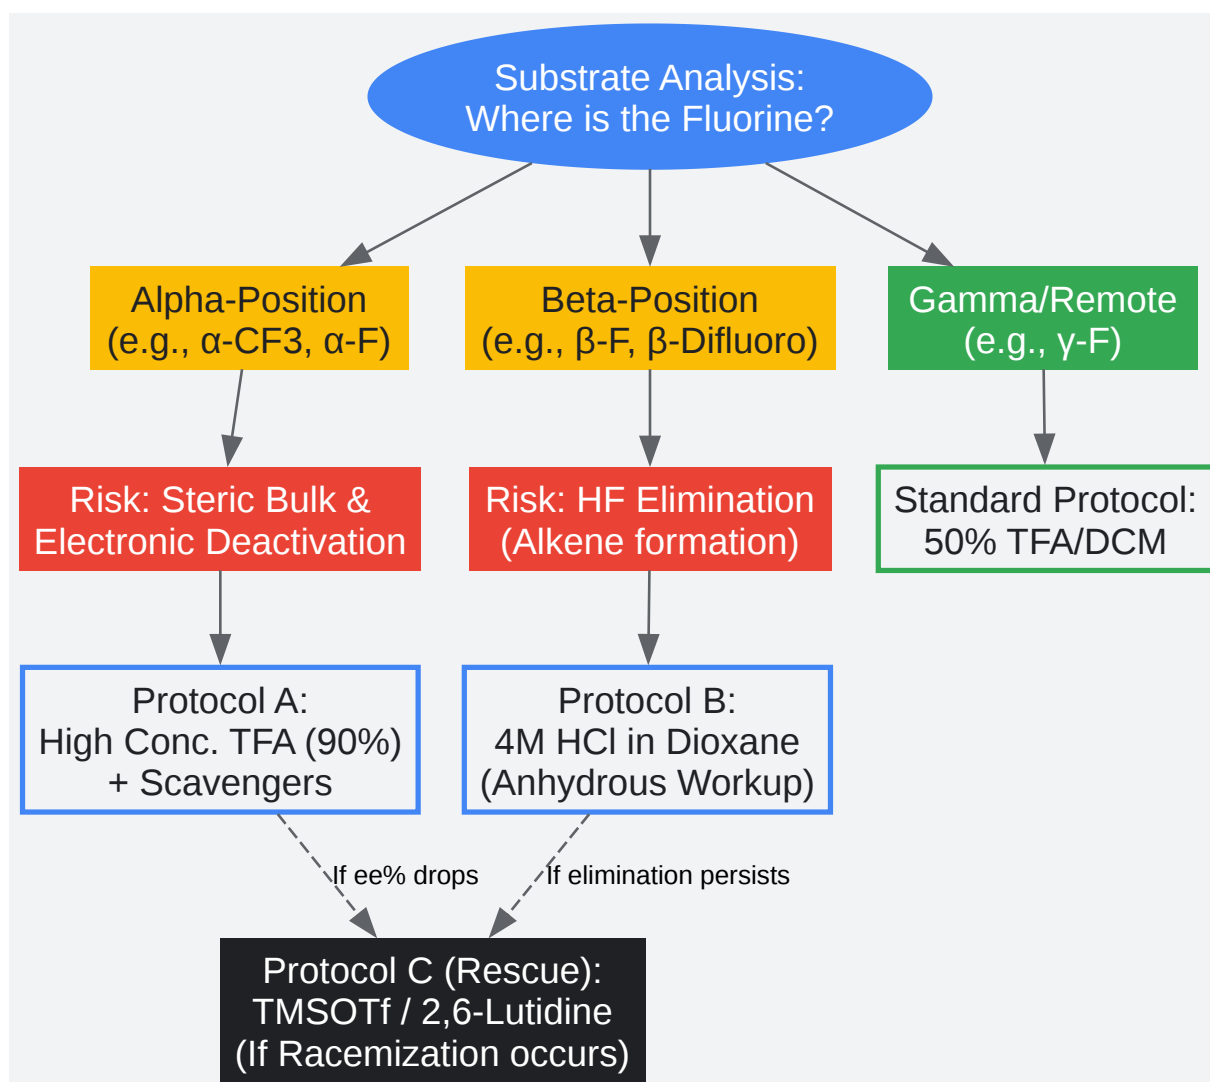 Substrate Analysis:
Where is the Fluorine?
Alpha-Position
(e.g., α-CF3, α-F)
Beta-Position
(e.g., β-F, β-Difluoro)
Gamma/Remote
(e.g., γ-F)
Risk: Steric Bulk &
Electronic Deactivation
Risk: HF Elimination
(Alkene formation)
Standard Protocol:
50% TFA/DCM
Protocol A:
High Conc. TFA (90%)
+ Scavengers
Protocol B:
4M HCl in Dioxane
(Anhydrous Workup)
If ee% drops
If elimination persists
Protocol C (Rescue):
TMSOTf / 2,6-Lutidine
(If Racemization occurs)